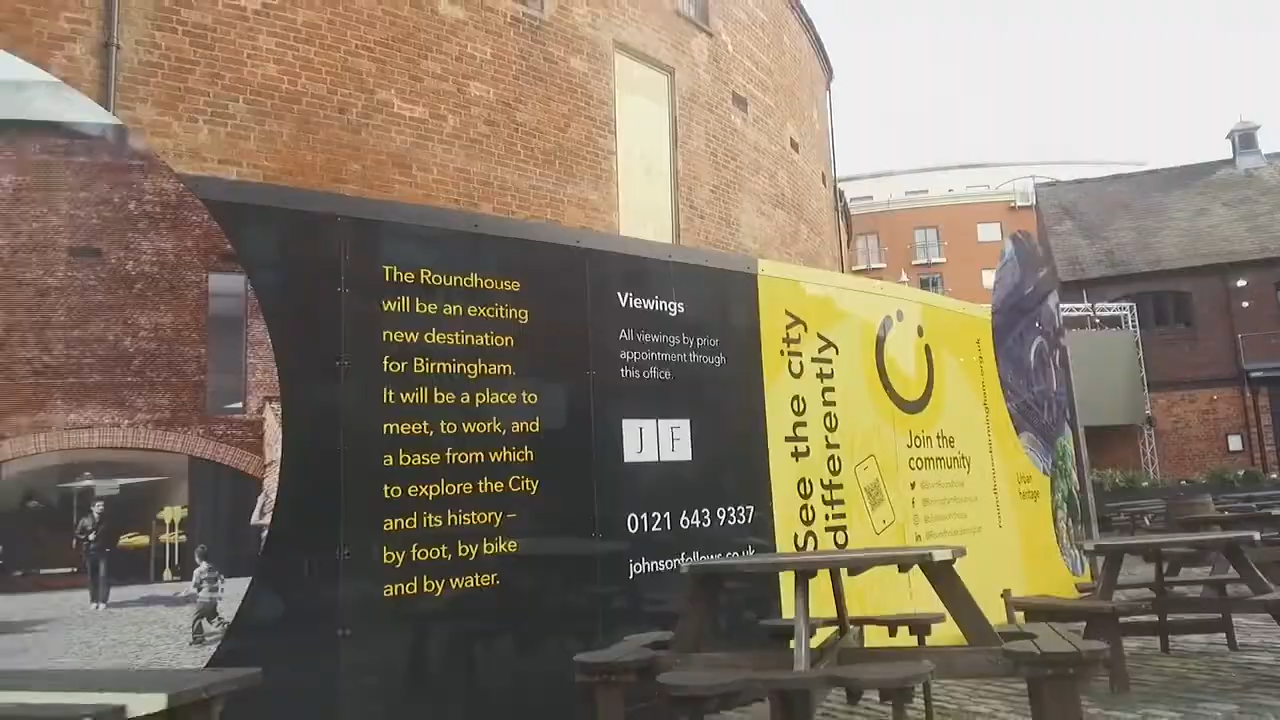 The Roundhouse
will be an exciting
new destination
for Birmingham.
It will be a place to
meet, to work, and
a base from which
to explore the City
and its history –
by foot, by bike
and by water.
Viewings
All viewings by prior
appointment through
this office.
J F
0121 643 9337
johnsonfellows.co.uk
See the city
differently
Join the
community
roundhousebirmingham.org.uk
Urban
heritage